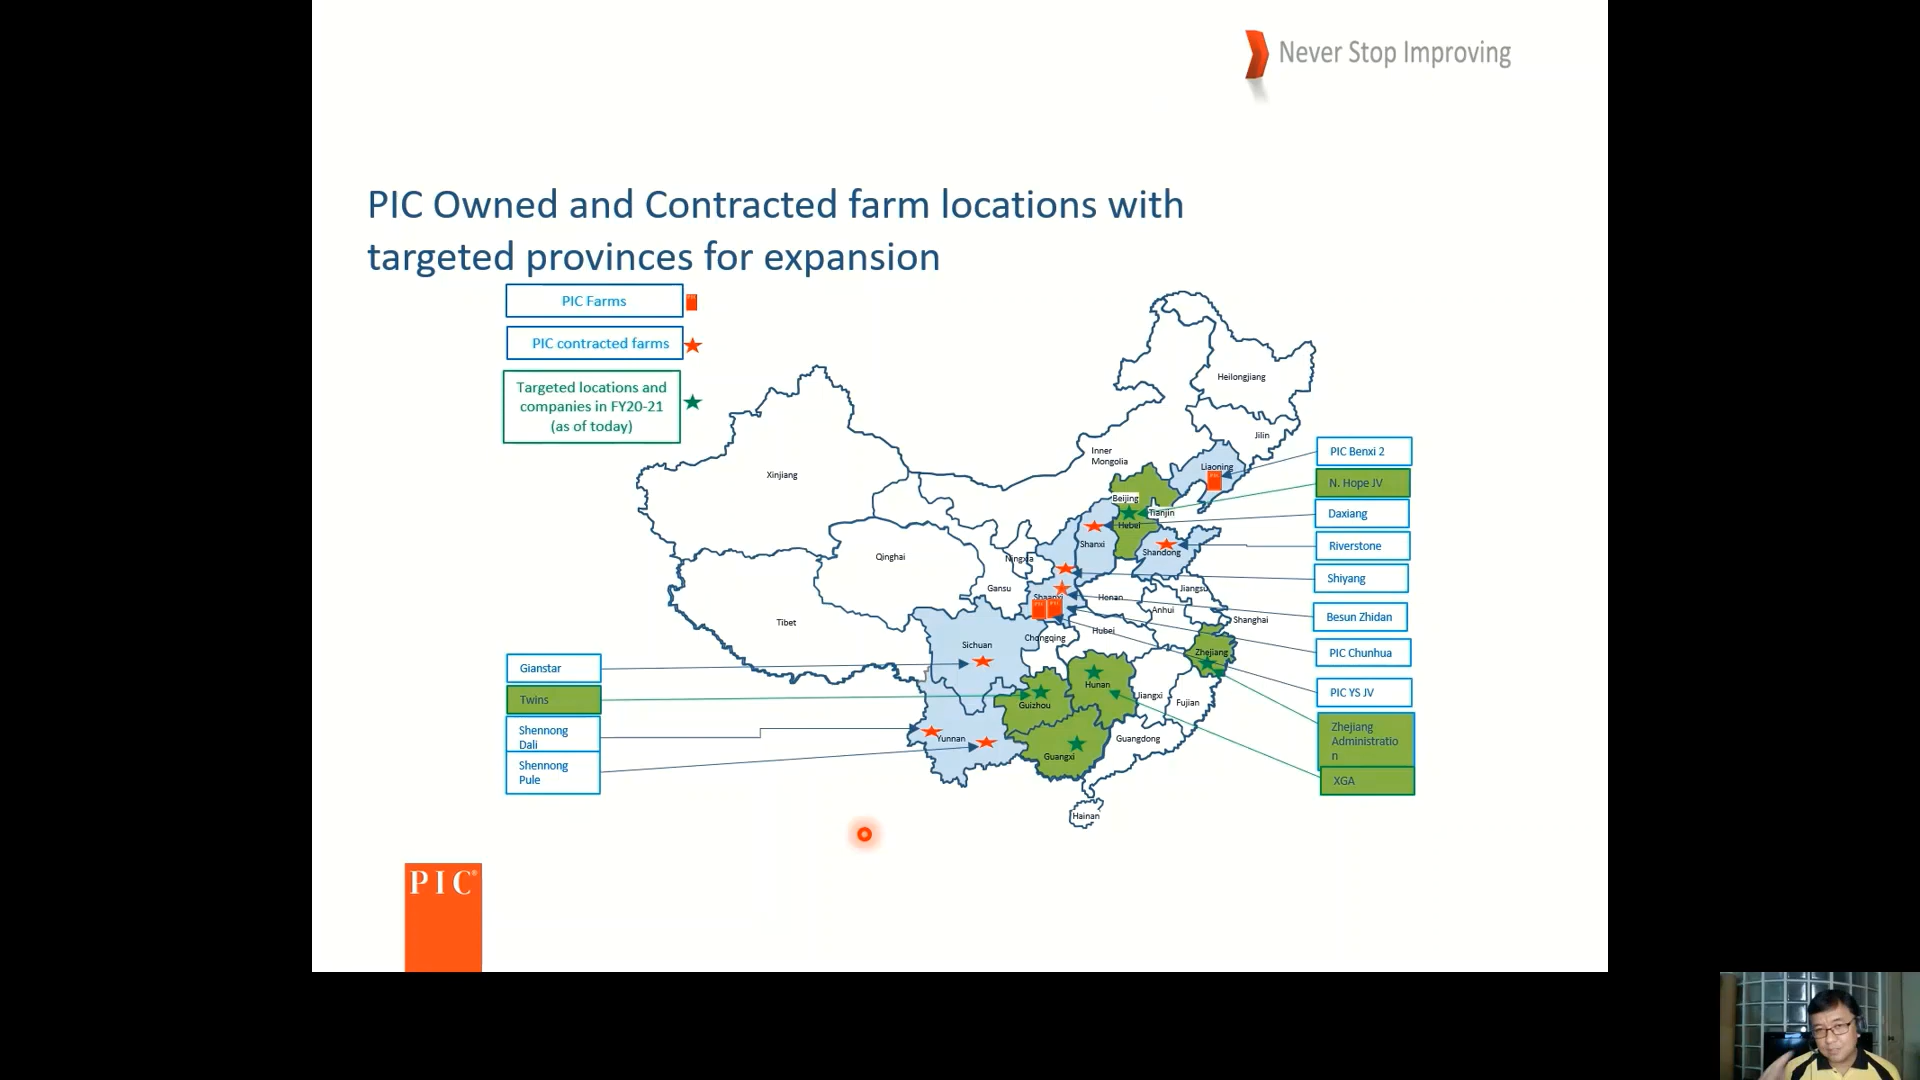 Never Stop Improving
PIC Owned and Contracted farm locations with
targeted provinces for expansion
PIC Farms
PIC contracted farms
Targeted locations and
companies in FY20-21
(as of today)
Heilongjiang
Jilin
Inner
Mongolia
Liaoning
Xinjiang
Beijing
Tianjin
Hebei
Shanxi
Shandong
Qinghai
Ningxia
Gansu
Shaanxi
Henan
Jiangsu
Anhui
Shanghai
Tibet
Chongqing
Hubei
Sichuan
Zhejiang
Hunan
Jiangxi
Fujian
Guizhou
Yunnan
Guangdong
Guangxi
Hainan
PIC Benxi 2
N. Hope JV
Daxiang
Riverstone
Shiyang
Besun Zhidan
PIC Chunhua
PIC YS JV
Zhejiang
Administratio
n
XGA
Gianstar
Twins
Shennong
Dali
Shennong
Pule
PIC®